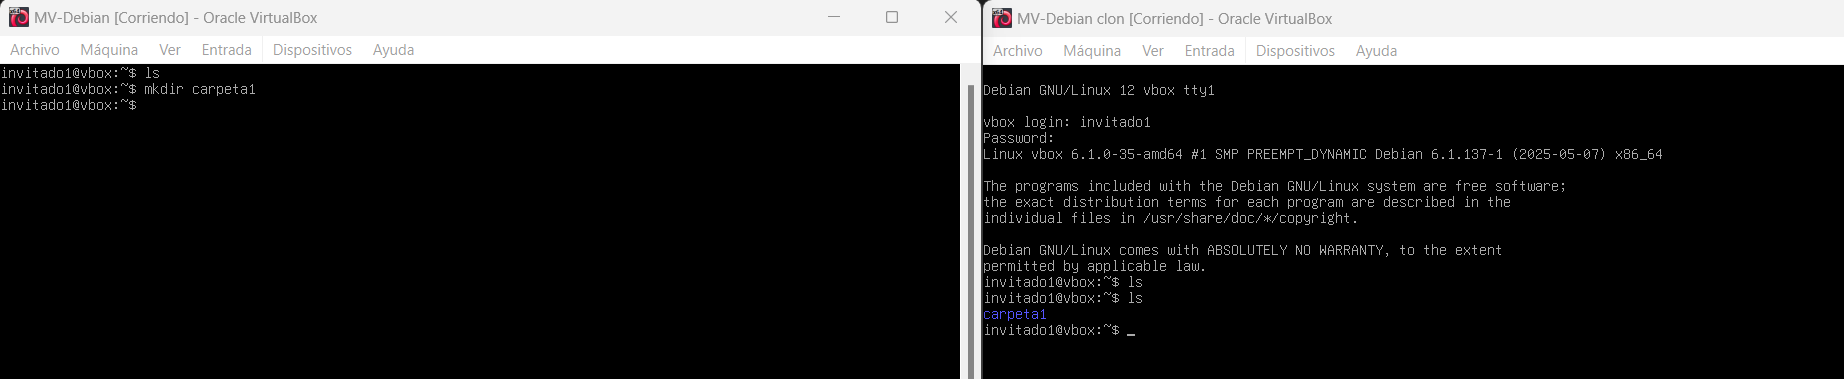 MV-Debian [Corriendo] - Oracle VirtualBox
Archivo Máquina Ver Entrada Dispositivos Ayuda
invitado1@vbox:~$ ls
invitado1@vbox:~$ mkdir carpeta1
invitado1@vbox:~$
MV-Debian clon [Corriendo] - Oracle VirtualBox
Archivo Máquina Ver Entrada Dispositivos Ayuda
Debian GNU/Linux 12 vbox tty1
vbox login: invitado1
Password:
Linux vbox 6.1.0-35-amd64 #1 SMP PREEMPT_DYNAMIC Debian 6.1.137-1 (2025-05-07) x86_64
The programs included with the Debian GNU/Linux system are free software;
the exact distribution terms for each program are described in the
individual files in /usr/share/doc/*/copyright.
Debian GNU/Linux comes with ABSOLUTELY NO WARRANTY, to the extent
permitted by applicable law.
invitado1@vbox:~$ ls
invitado1@vbox:~$ ls
carpeta1
invitado1@vbox:~$ _